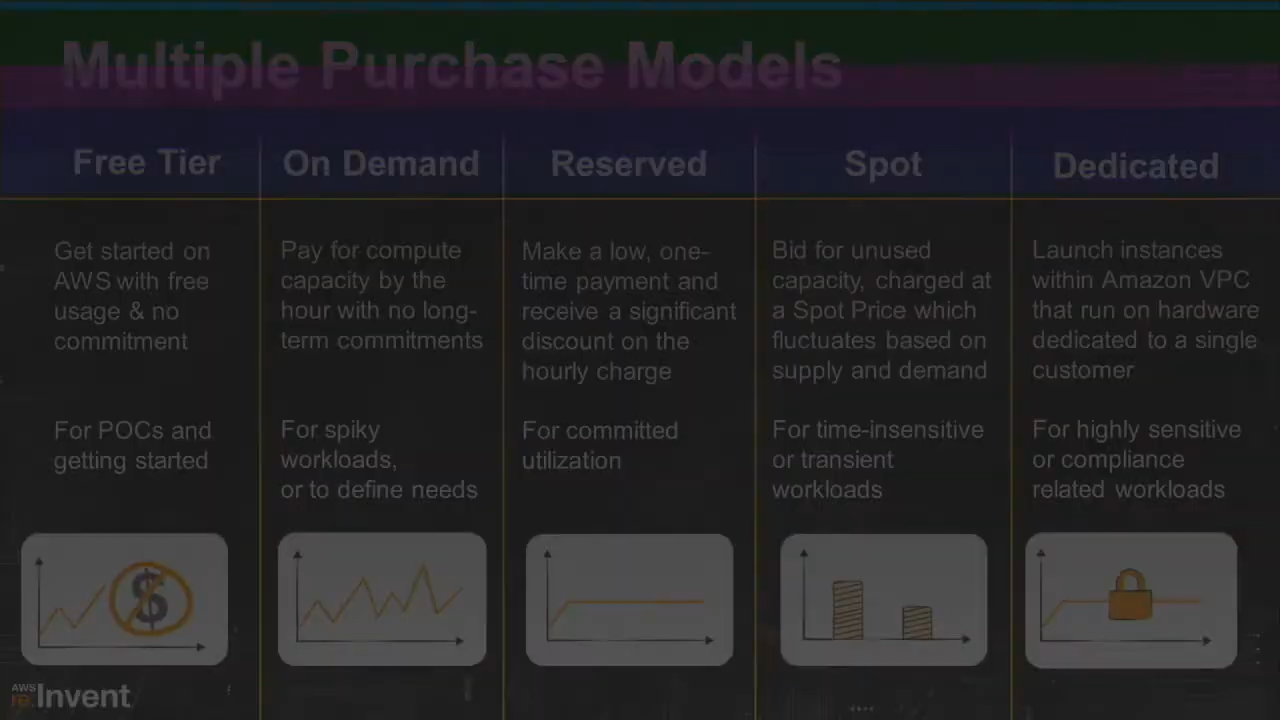 Multiple Purchase Models
Free Tier
Get started on
AWS with free
usage & no
commitment
For POCs and
getting started
On Demand
Pay for compute
capacity by the
hour with no long-
term commitments
For spiky
workloads,
or to define needs
Reserved
Make a low, one-
time payment and
receive a significant
discount on the
hourly charge
For committed
utilization
Spot
Bid for unused
capacity, charged at
a Spot Price which
fluctuates based on
supply and demand
For time-insensitive
or transient
workloads
Dedicated
Launch instances
within Amazon VPC
that run on hardware
dedicated to a single
customer
For highly sensitive
or compliance
related workloads
$
AWS
re:Invent